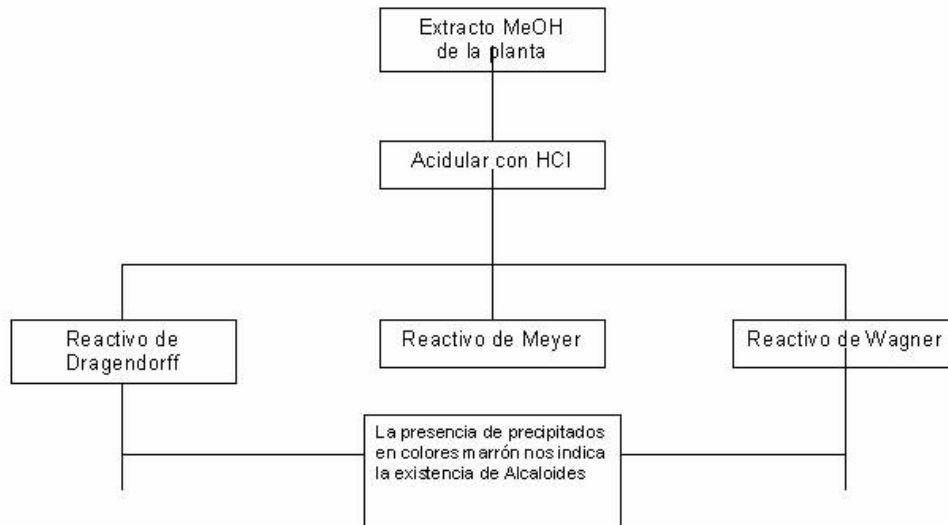 Extracto MeOH
de la planta
Acidular con HCl
Reactivo de
Dragendorff
Reactivo de Meyer
Reactivo de Wagner
La presencia de precipitados
en colores marrón nos indica
la existencia de Alcaloides